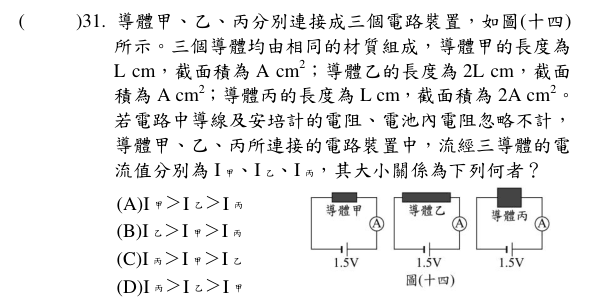 (　　)31. 導體甲、乙、丙分別連接成三個電路裝置，如圖(十四)
所示。三個導體均由相同的材質組成，導體甲的長度為
L cm，截面積為 A cm²；導體乙的長度為 2L cm，截面
積為 A cm²；導體丙的長度為 L cm，截面積為 2A cm²。
若電路中導線及安培計的電阻、電池內電阻忽略不計，
導體甲、乙、丙所連接的電路裝置中，流經三導體的電
流值分別為 I甲、I乙、I丙，其大小關係為下列何者？
(A)I甲＞I乙＞I丙
(B)I乙＞I甲＞I丙
(C)I丙＞I甲＞I乙
(D)I丙＞I乙＞I甲
導體甲 A 1.5V
導體乙 A 1.5V
導體丙 A 1.5V
圖(十四)